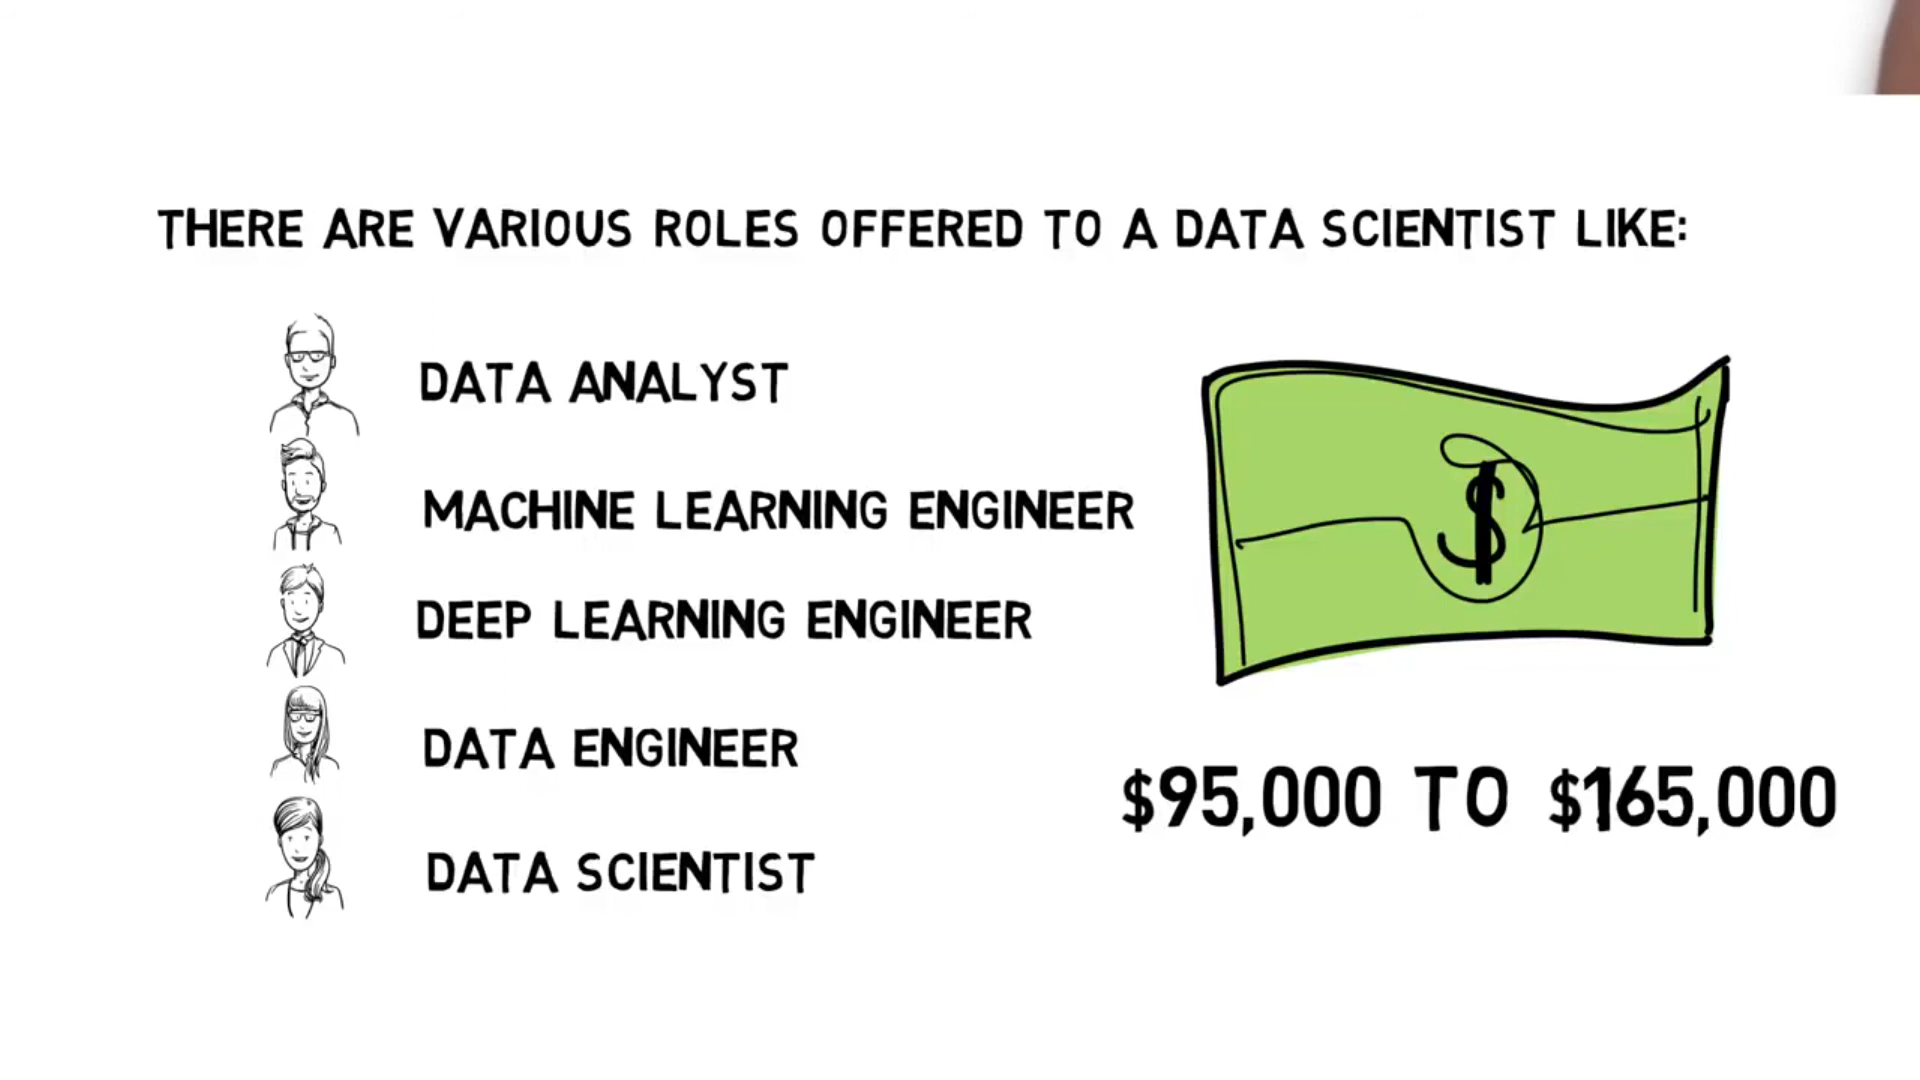 THERE ARE VARIOUS ROLES OFFERED TO A DATA SCIENTIST LIKE:
DATA ANALYST
MACHINE LEARNING ENGINEER
DEEP LEARNING ENGINEER
DATA ENGINEER
DATA SCIENTIST
$
$95,000 TO $165,000